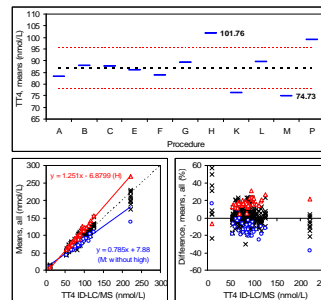 TT4, means (nmol/L)
110
105
100
95
90
85
80
75
70
65
101.76
74.73
A B C E F G H K L M P
Procedure
Means, all (nmol/L)
300
250
200
150
100
50
0
y = 1.251x - 6.8799 (H)
y = 0.785x + 7.88
(M: without high)
0 50 100 150 200 250 300
TT4 ID-LC/MS (nmol/L)
Difference, means, all (%)
60
40
20
0
-20
-40
-60
0 50 100 150 200 2
TT4 ID-LC/MS (nmol/L)